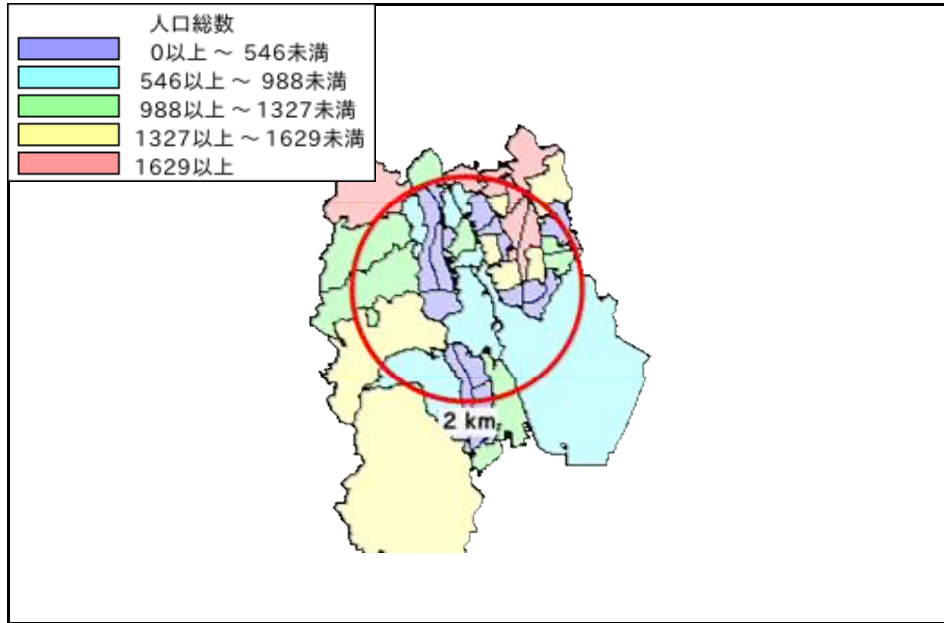 人口総数
0以上 ～ 546未満
546以上 ～ 988未満
988以上 ～ 1327未満
1327以上 ～ 1629未満
1629以上
2 km